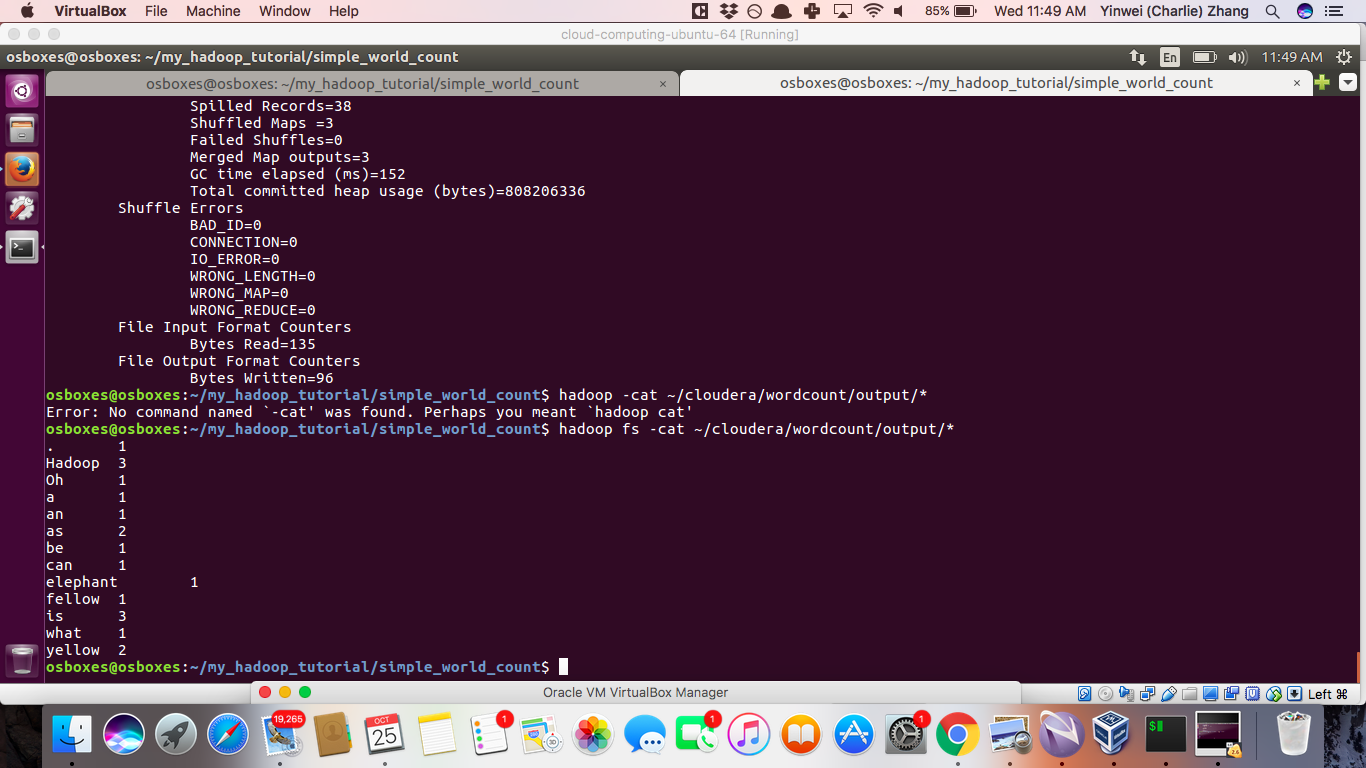 VirtualBox File Machine Window Help 85% Wed 11:49 AM Yinwei (Charlie) Zhang
cloud-computing-ubuntu-64 [Running]
osboxes@osboxes: ~/my_hadoop_tutorial/simple_world_count En 11:49 AM
osboxes@osboxes: ~/my_hadoop_tutorial/simple_world_count × osboxes@osboxes: ~/my_hadoop_tutorial/simple_world_count ×
Spilled Records=38
Shuffled Maps =3
Failed Shuffles=0
Merged Map outputs=3
GC time elapsed (ms)=152
Total committed heap usage (bytes)=808206336
Shuffle Errors
BAD_ID=0
CONNECTION=0
IO_ERROR=0
WRONG_LENGTH=0
WRONG_MAP=0
WRONG_REDUCE=0
File Input Format Counters
Bytes Read=135
File Output Format Counters
Bytes Written=96
osboxes@osboxes:~/my_hadoop_tutorial/simple_world_count$ hadoop -cat ~/cloudera/wordcount/output/*
Error: No command named `-cat' was found. Perhaps you meant `hadoop cat'
osboxes@osboxes:~/my_hadoop_tutorial/simple_world_count$ hadoop fs -cat ~/cloudera/wordcount/output/*
. 1
Hadoop 3
Oh 1
a 1
an 1
as 2
be 1
can 1
elephant 1
fellow 1
is 3
what 1
yellow 2
osboxes@osboxes:~/my_hadoop_tutorial/simple_world_count$
Oracle VM VirtualBox Manager
Left ⌘
19,265 OCT 25 1 3D 1 1 $